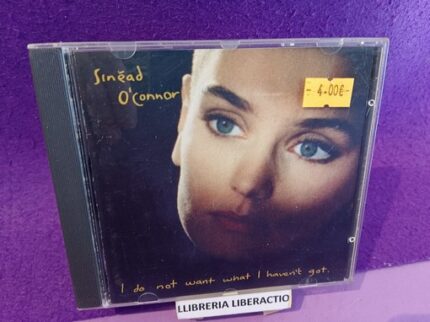 Sinéad
O'Connor
- 4.00€ -
I do not want what I haven't got.
LLIBRERIA LIBERACTIO